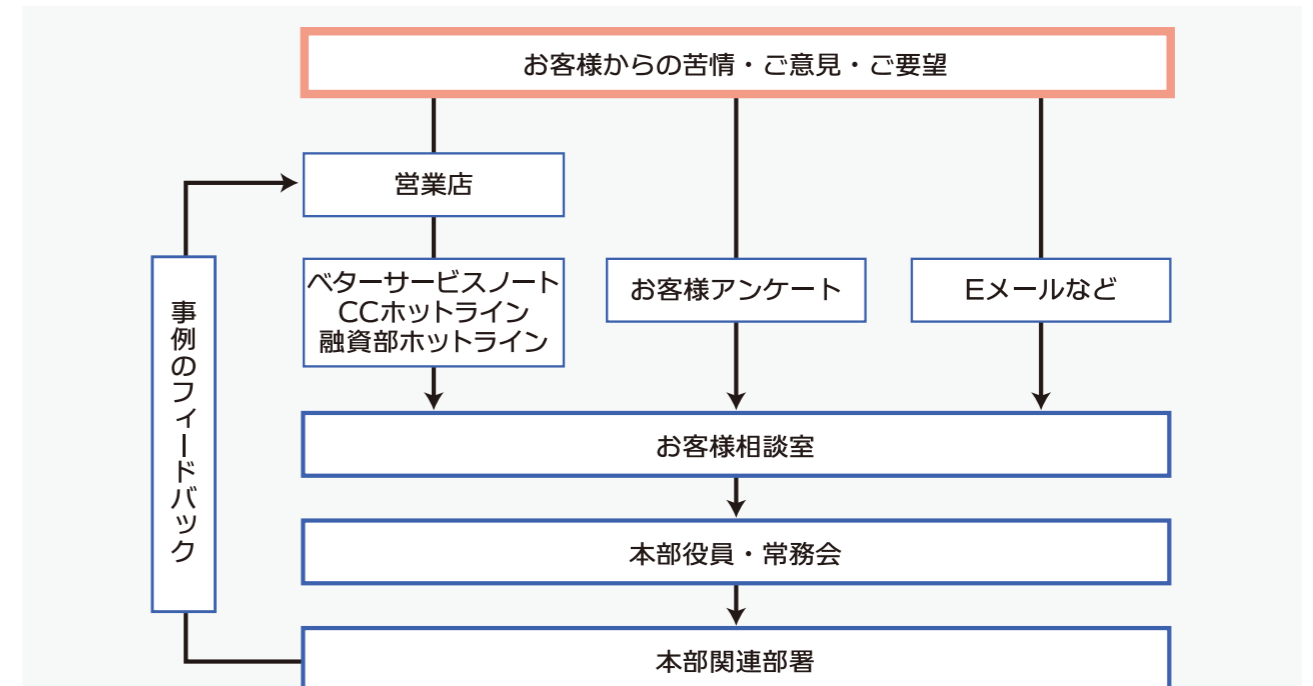 お客様からの苦情・ご意見・ご要望
営業店
ベターサービスノート
CCホットライン
融資部ホットライン
お客様アンケート
Eメールなど
事例のフィードバック
お客様相談室
本部役員・常務会
本部関連部署